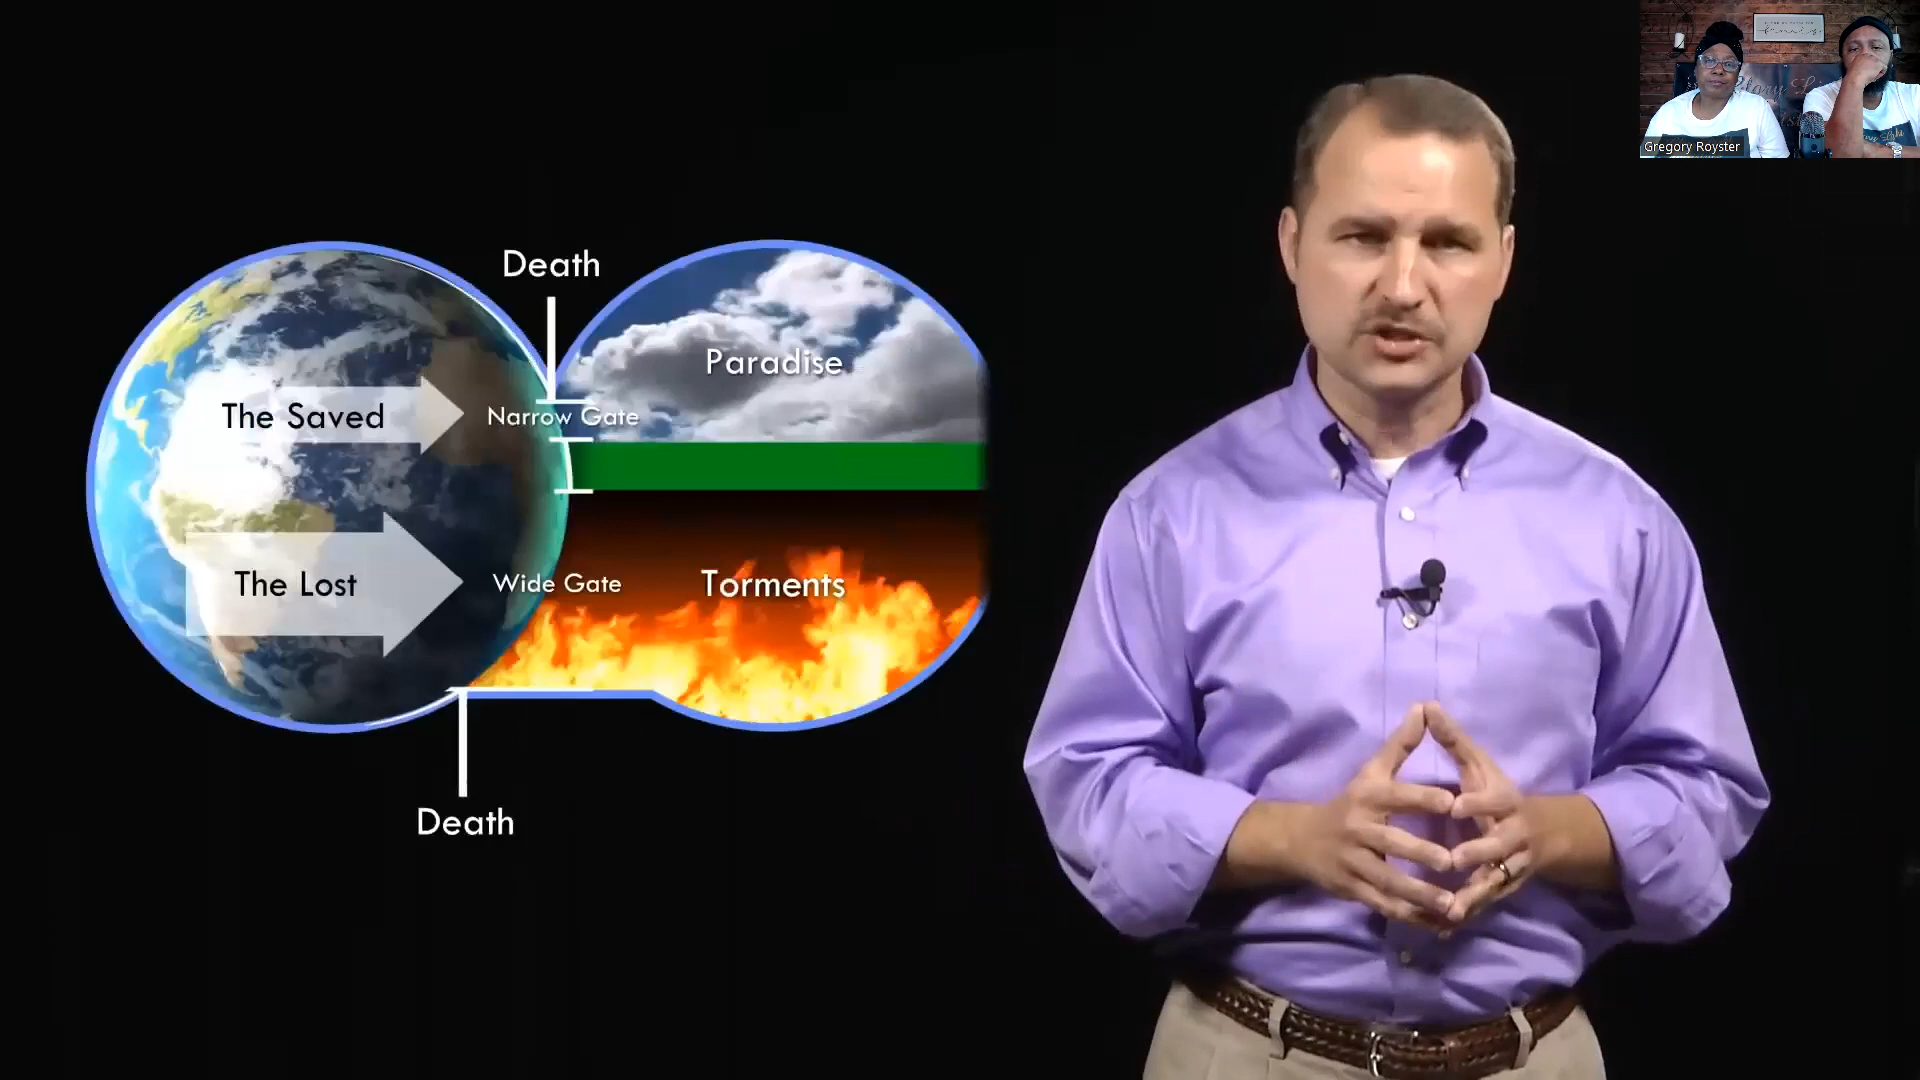 Death
Paradise
The Saved
Narrow Gate
The Lost
Wide Gate
Torments
Death
Gregory Royster